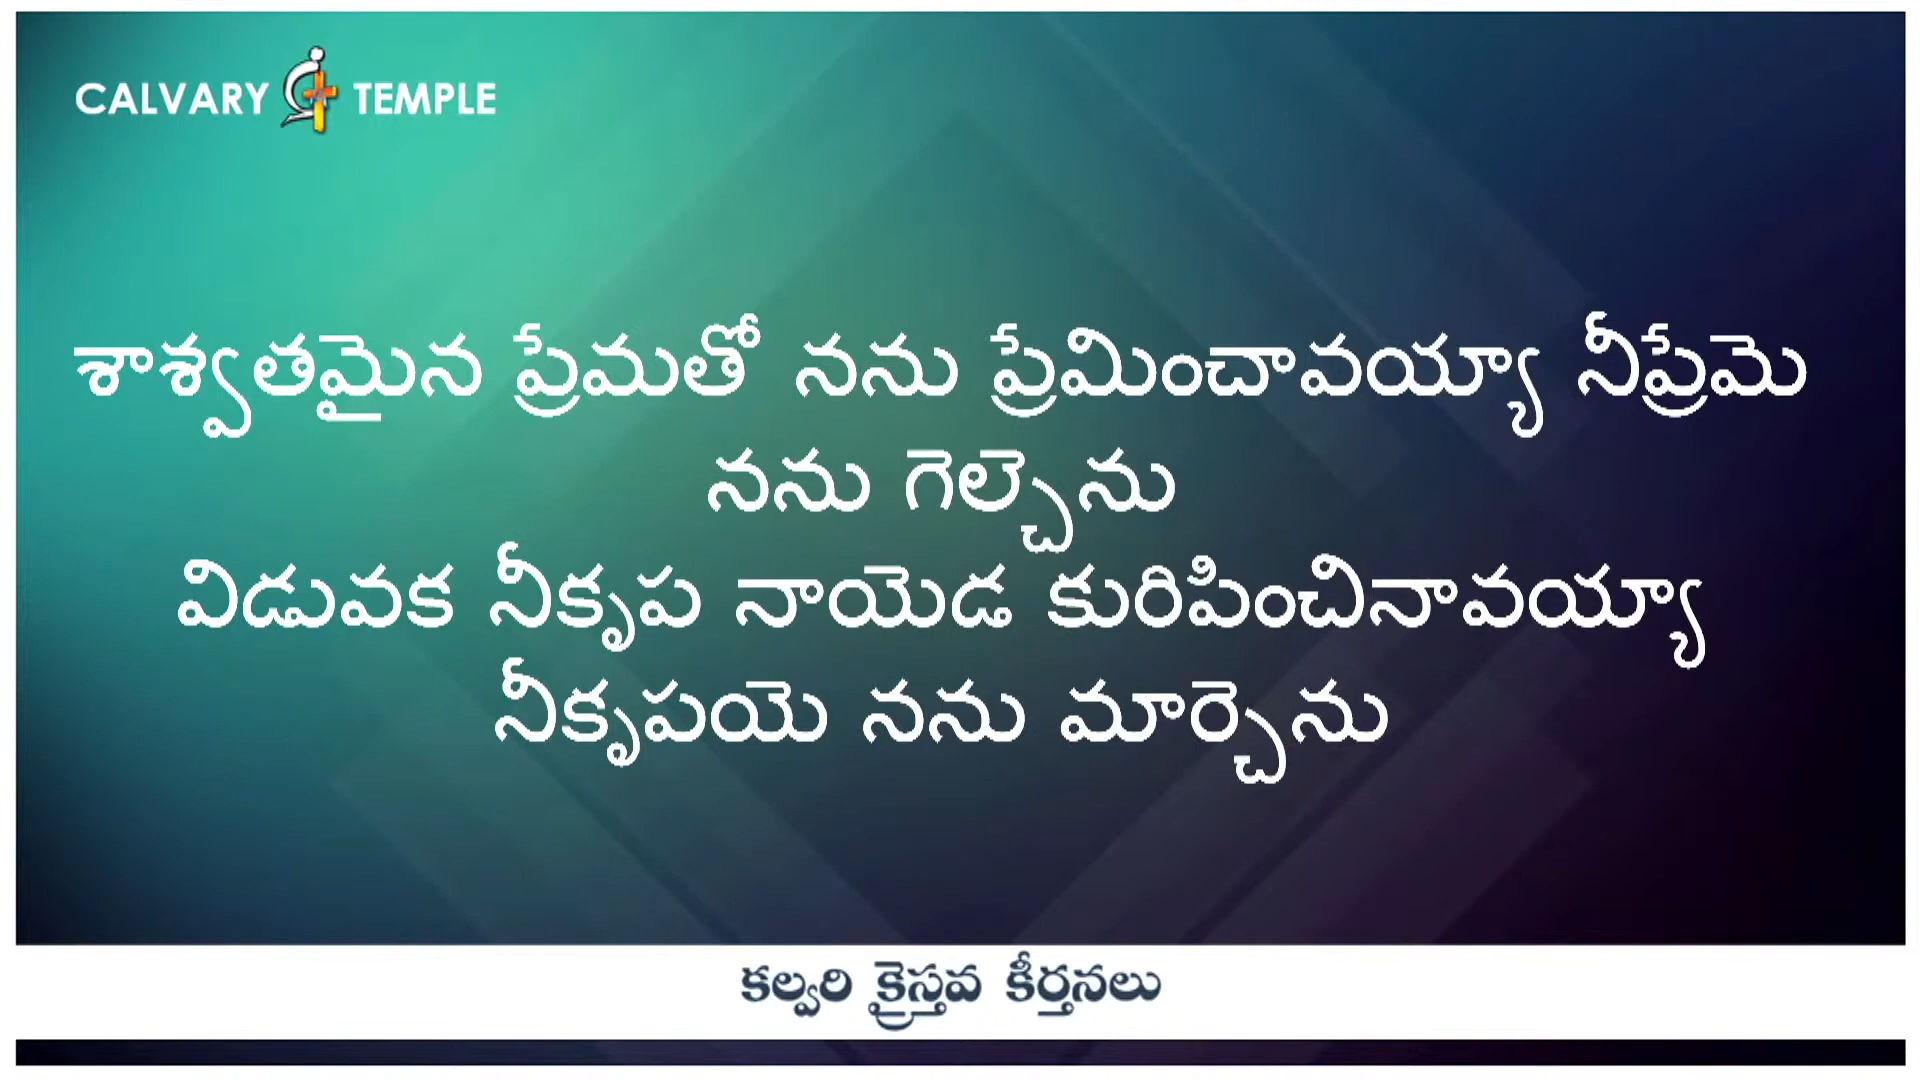 CALVARY TEMPLE
శాశ్వతమైన ప్రేమతో నను ప్రేమించావయ్యా నీప్రేమె
నను గెల్చెను
విడువక నీకృప నాయెడ కురిపించినావయ్యా
నీకృపయె నను మార్చెను
కల్వరి క్రైస్తవ కీర్తనలు